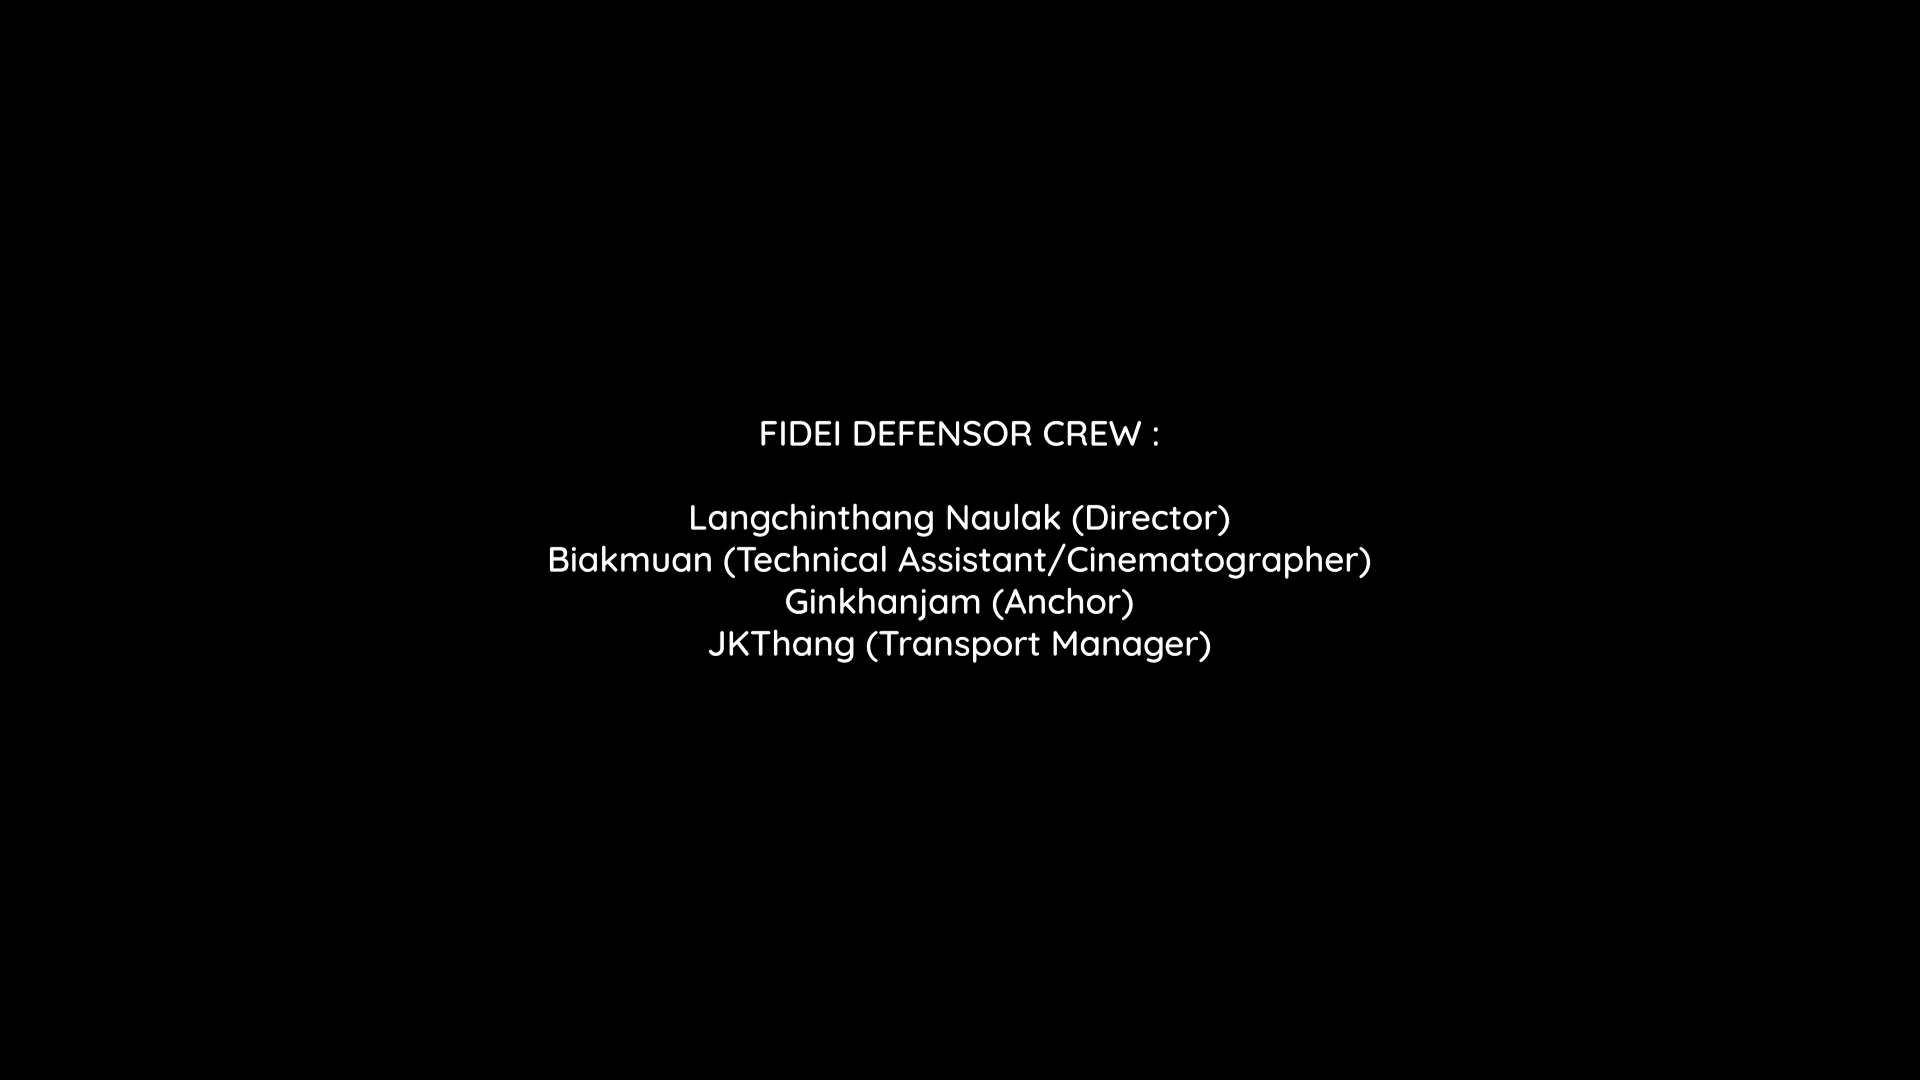 FIDEI DEFENSOR CREW :
Langchinthang Naulak (Director)
Biakmuan (Technical Assistant/Cinematographer)
Ginkhanjam (Anchor)
JKThang (Transport Manager)